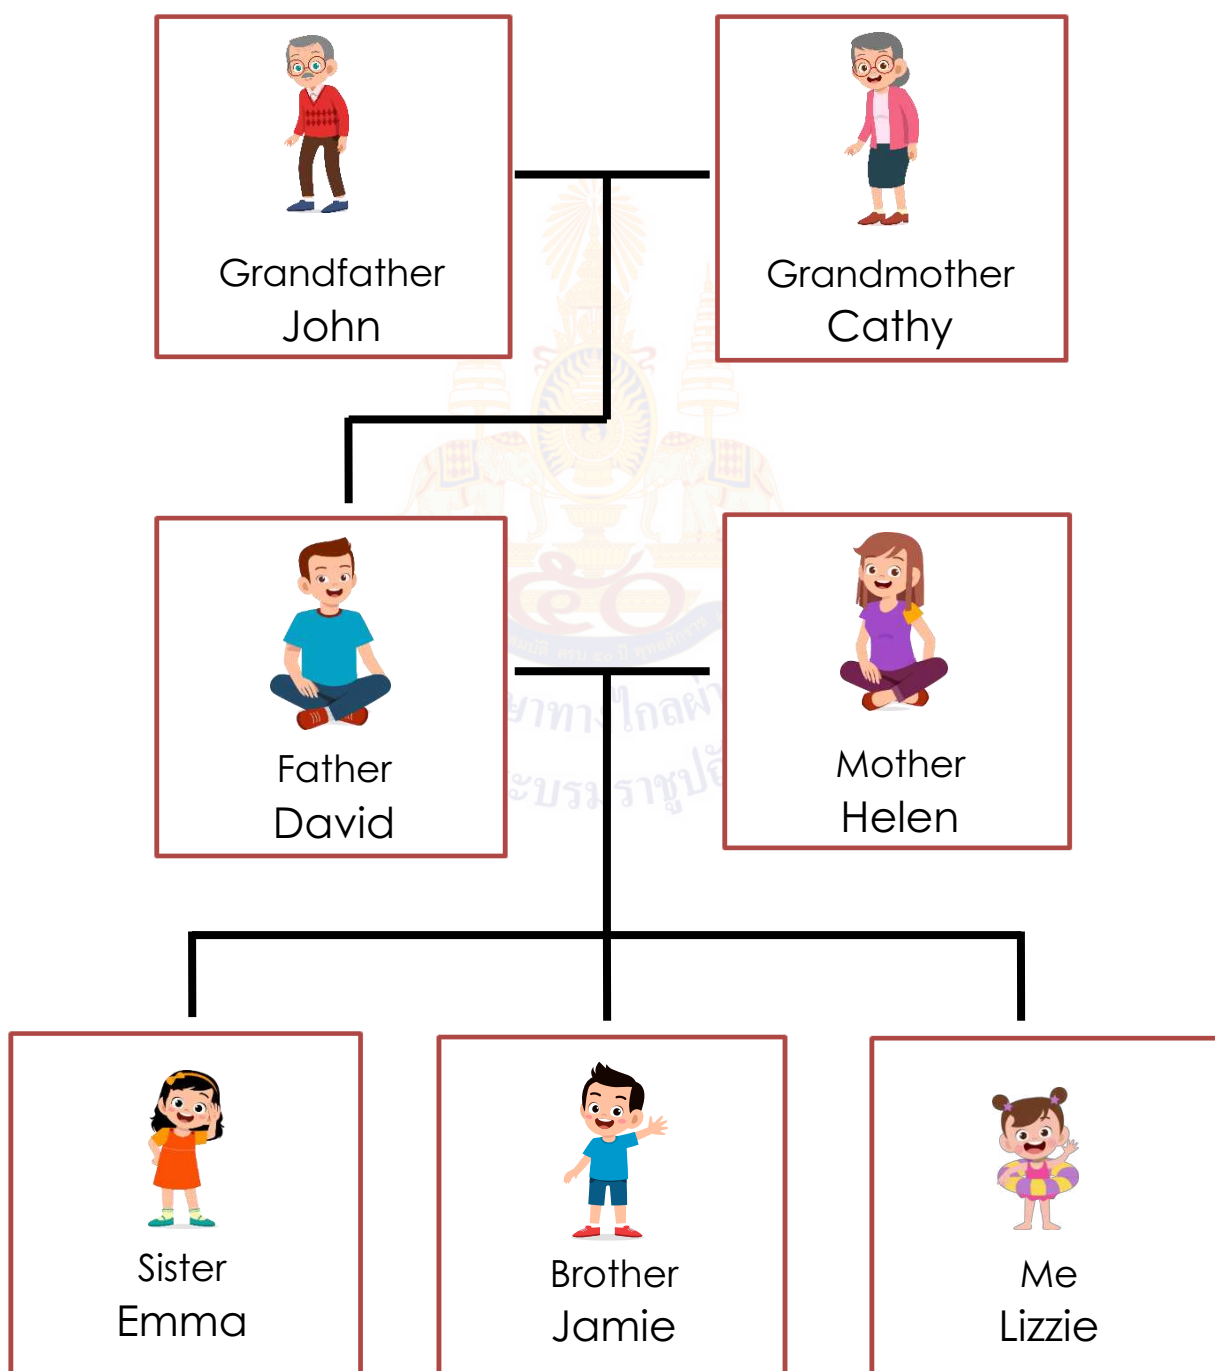 Grandfather
John
Grandmother
Cathy
Father
David
Mother
Helen
Sister
Emma
Brother
Jamie
Me
Lizzie